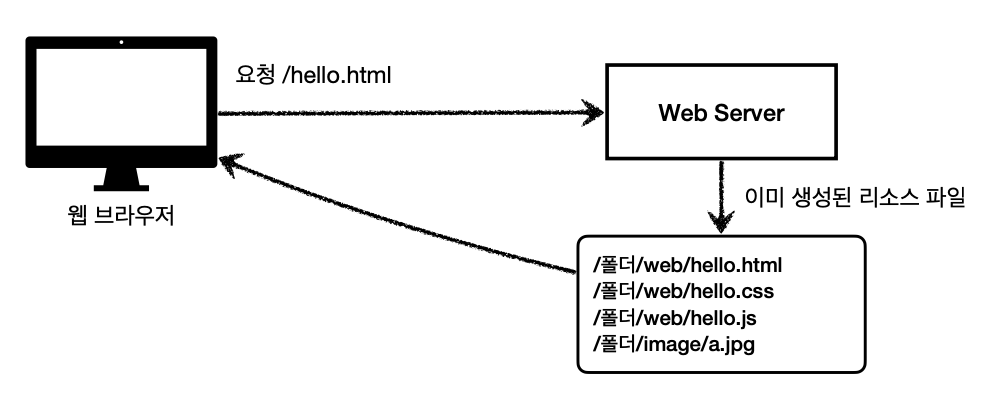 요청 /hello.html
Web Server
웹 브라우저
이미 생성된 리소스 파일
/폴더/web/hello.html
/폴더/web/hello.css
/폴더/web/hello.js
/폴더/image/a.jpg